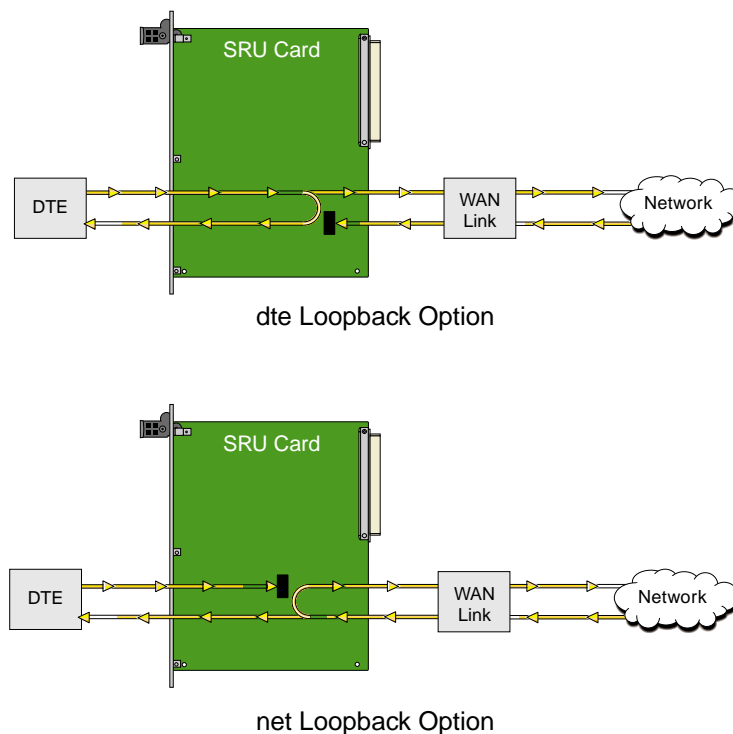 SRU Card
DTE
WAN
Link
Network
dte Loopback Option
SRU Card
DTE
WAN
Link
Network
net Loopback Option